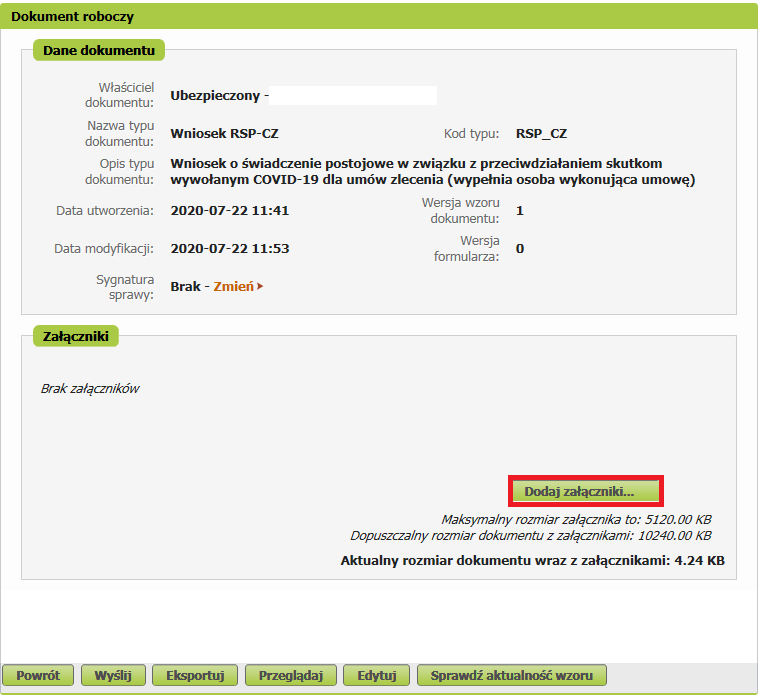 Dokument roboczy
Dane dokumentu
Właściciel
dokumentu:
Ubezpieczony -
Nazwa typu
dokumentu:
Wniosek RSP-CZ
Kod typu:
RSP_CZ
Opis typu
dokumentu:
Wniosek o świadczenie postojowe w związku z przeciwdziałaniem skutkom
wywołanym COVID-19 dla umów zlecenia (wypełnia osoba wykonująca umowę)
Data utworzenia:
2020-07-22 11:41
Wersja wzoru
dokumentu:
1
Data modyfikacji:
2020-07-22 11:53
Wersja
formularza:
0
Sygnatura
sprawy:
Brak - Zmień
Załączniki
Brak załączników
Dodaj załączniki...
Maksymalny rozmiar załącznika to: 5120.00 KB
Dopuszczalny rozmiar dokumentu z załącznikami: 10240.00 KB
Aktualny rozmiar dokumentu wraz z załącznikami: 4.24 KB
Powrót
Wyślij
Eksportuj
Przeglądaj
Edytuj
Sprawdź aktualność wzoru